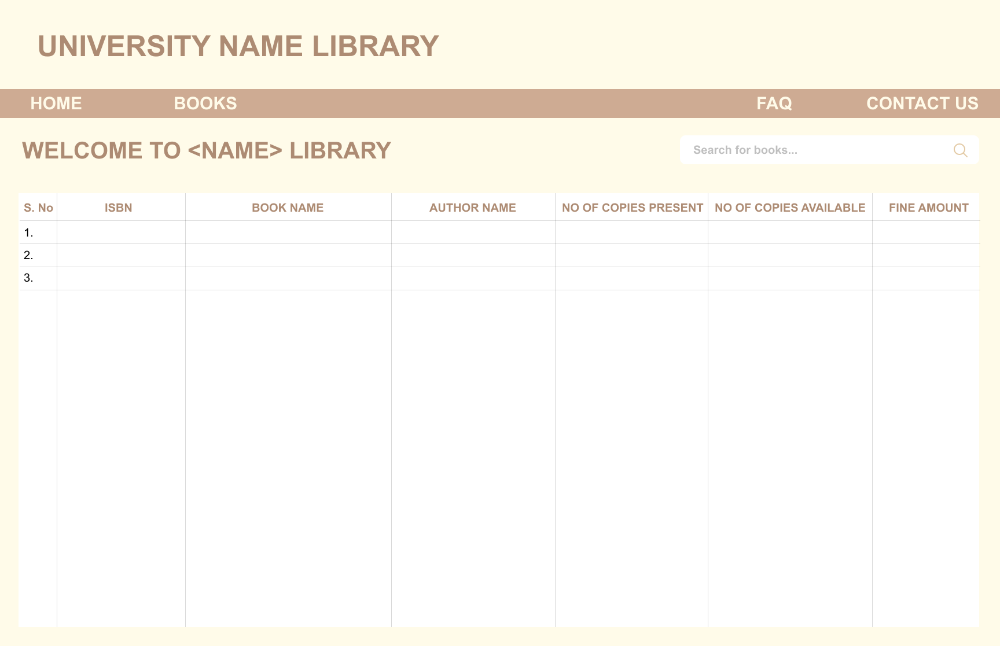 UNIVERSITY NAME LIBRARY
HOME BOOKS FAQ CONTACT US
WELCOME TO <NAME> LIBRARY
Search for books...
S. No ISBN BOOK NAME AUTHOR NAME NO OF COPIES PRESENT NO OF COPIES AVAILABLE FINE AMOUNT
1.
2.
3.